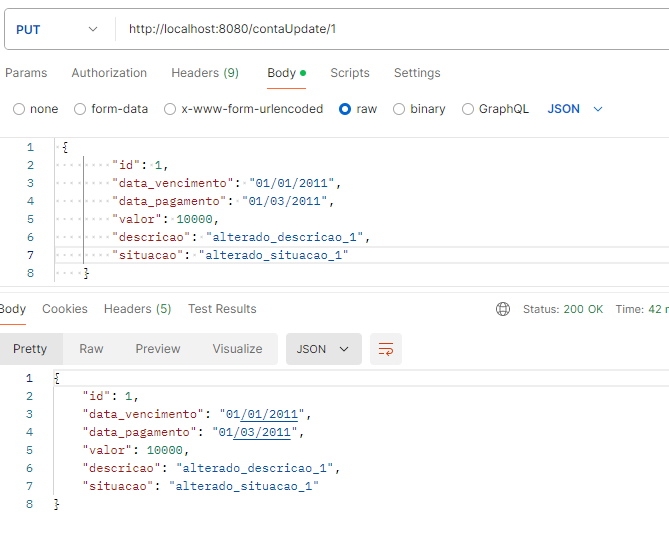 PUT http://localhost:8080/contaUpdate/1
Params Authorization Headers (9) Body Scripts Settings
none form-data x-www-form-urlencoded raw binary GraphQL JSON
1 {
2 "id": 1,
3 "data_vencimento": "01/01/2011",
4 "data_pagamento": "01/03/2011",
5 "valor": 10000,
6 "descricao": "alterado_descricao_1",
7 "situacao": "alterado_situacao_1"
8 }
Body Cookies Headers (5) Test Results Status: 200 OK Time: 42
Pretty Raw Preview Visualize JSON
1 {
2 "id": 1,
3 "data_vencimento": "01/01/2011",
4 "data_pagamento": "01/03/2011",
5 "valor": 10000,
6 "descricao": "alterado_descricao_1",
7 "situacao": "alterado_situacao_1"
8 }